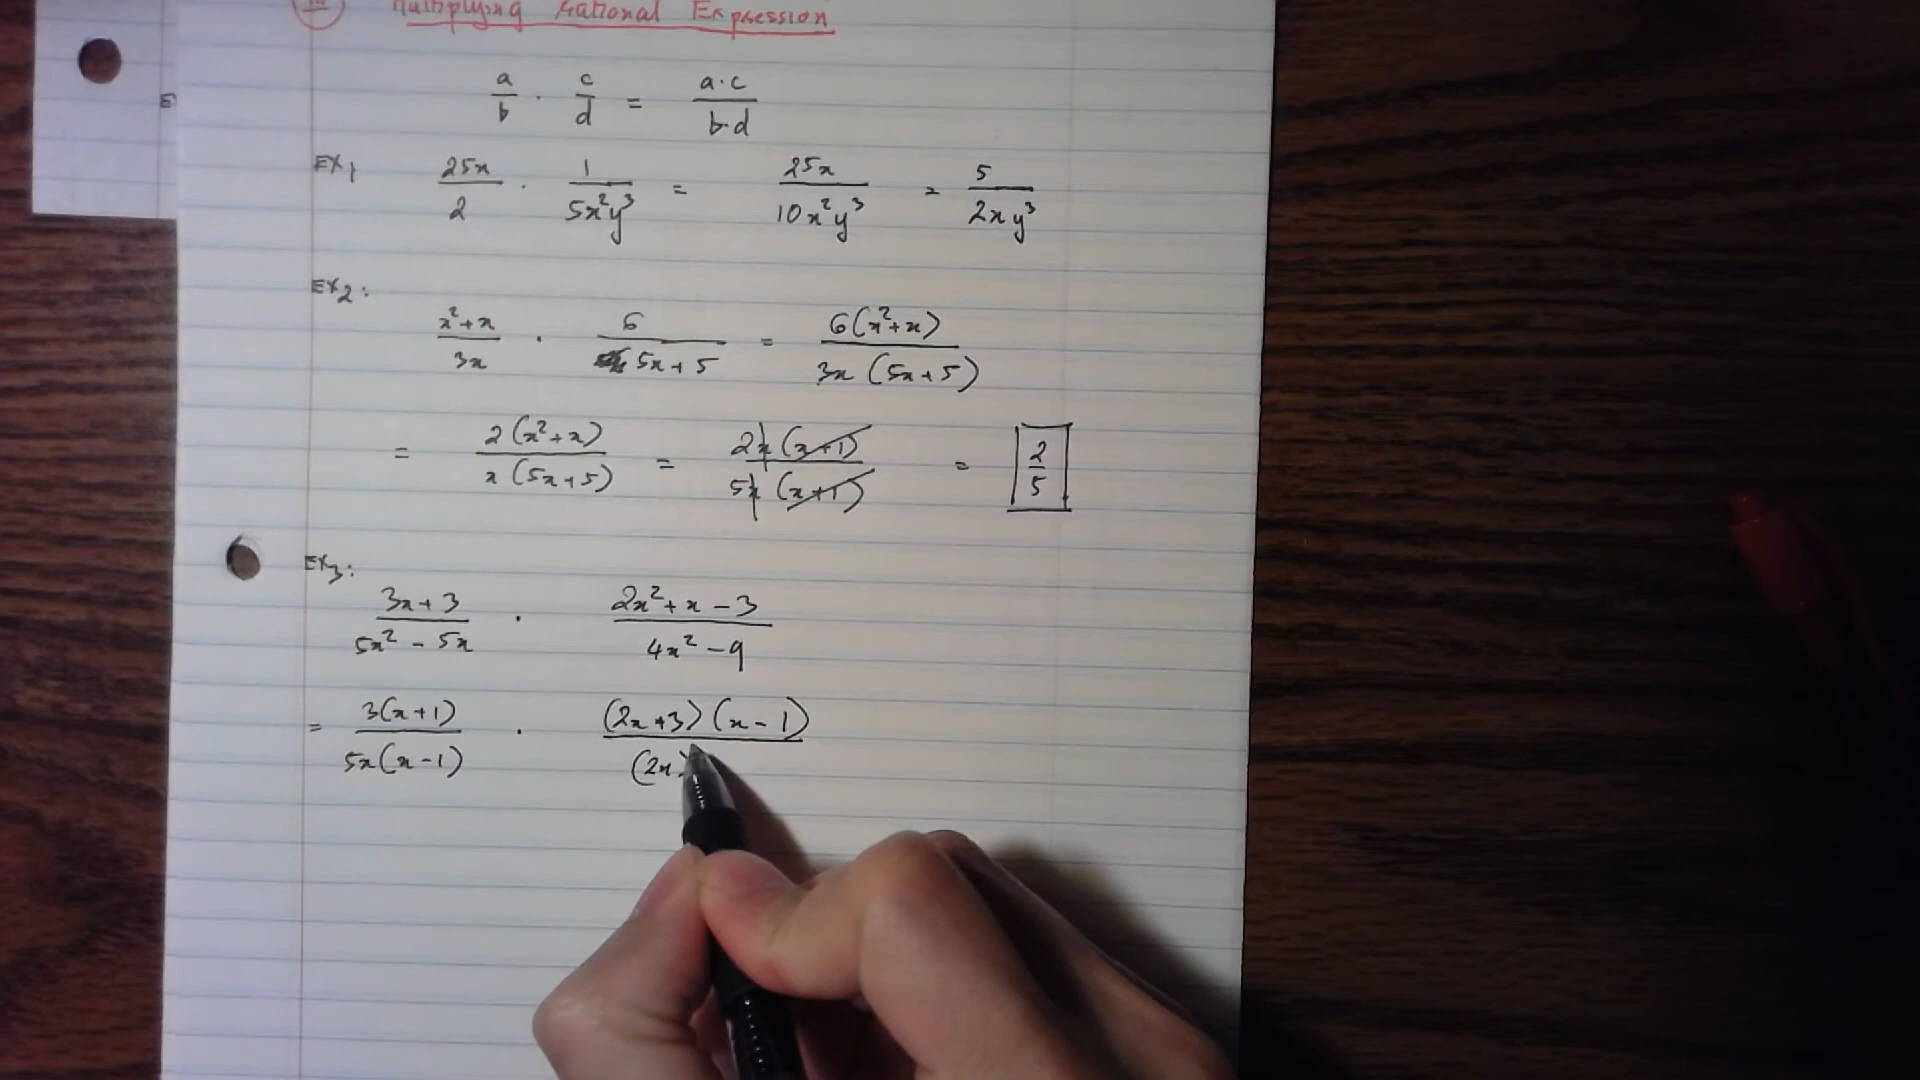 Multiplying Rational Expression
a/b · c/d = a·c/b·d
EX1 25x/2 · 1/5x²y³ = 25x/10x²y³ = 5/2xy³
EX2:
x²+x/3x · 6/5x+5 = 6(x²+x)/3x(5x+5)
= 2(x²+x)/x(5x+5) = 2x(x+1)/5x(x+1) = 2/5
EX3:
3x+3/5x²-5x · 2x²+x-3/4x²-9
= 3(x+1)/5x(x-1) · (2x+3)(x-1)/(2x